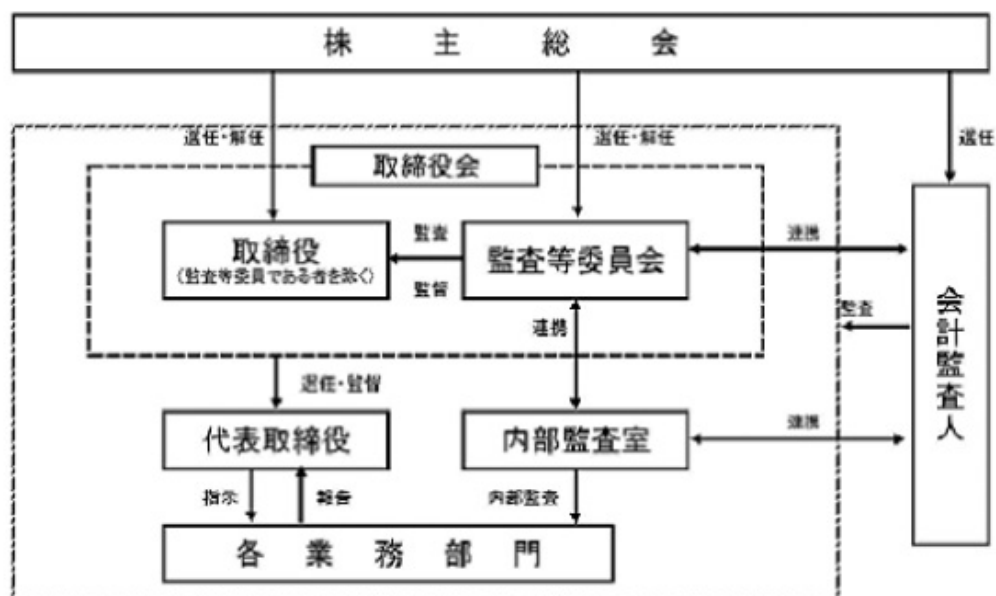 株主総会
選任・解任
選任・解任
選任
取締役会
取締役
(監査等委員である者を除く)
監査
監督
監査等委員会
連携
監査
連携
会計監査人
選任・監督
代表取締役
内部監査室
連携
指示
報告
内部監査
各業務部門